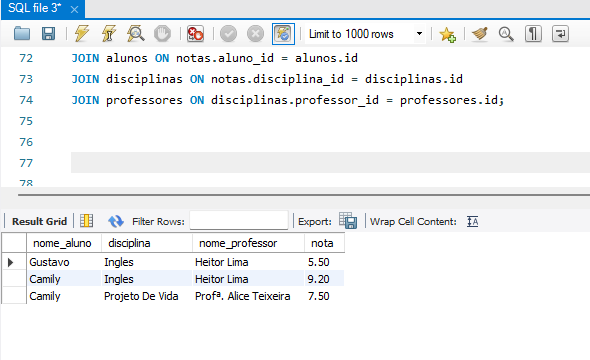 SQL file 3*
Limit to 1000 rows
72 JOIN alunos ON notas.aluno_id = alunos.id
73 JOIN disciplinas ON notas.disciplina_id = disciplinas.id
74 JOIN professores ON disciplinas.professor_id = professores.id;
75
76
77
78
Result Grid Filter Rows: Export: Wrap Cell Content: IA
nome_aluno disciplina nome_professor nota
Gustavo Ingles Heitor Lima 5.50
Camily Ingles Heitor Lima 9.20
Camily Projeto De Vida Profª. Alice Teixeira 7.50